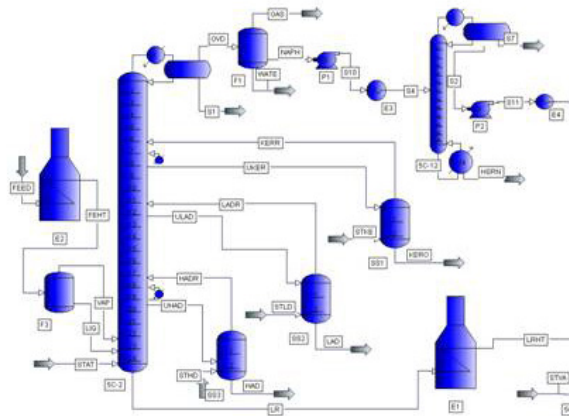 GAS
OVD
NAPH
F1
WATE
P1
S10
E3
S4
S1
S7
S2
S11
P2
E4
SC-12
HSRN
KERR
UKER
FEED
FEHT
E2
LADR
ULAD
STKE
SS1
KERO
F3
VAP
LIQ
HADR
UHAD
STLD
SS2
LAD
STAT
STHD
SS3
HAD
SC-2
LR
E1
LRHT
STVA